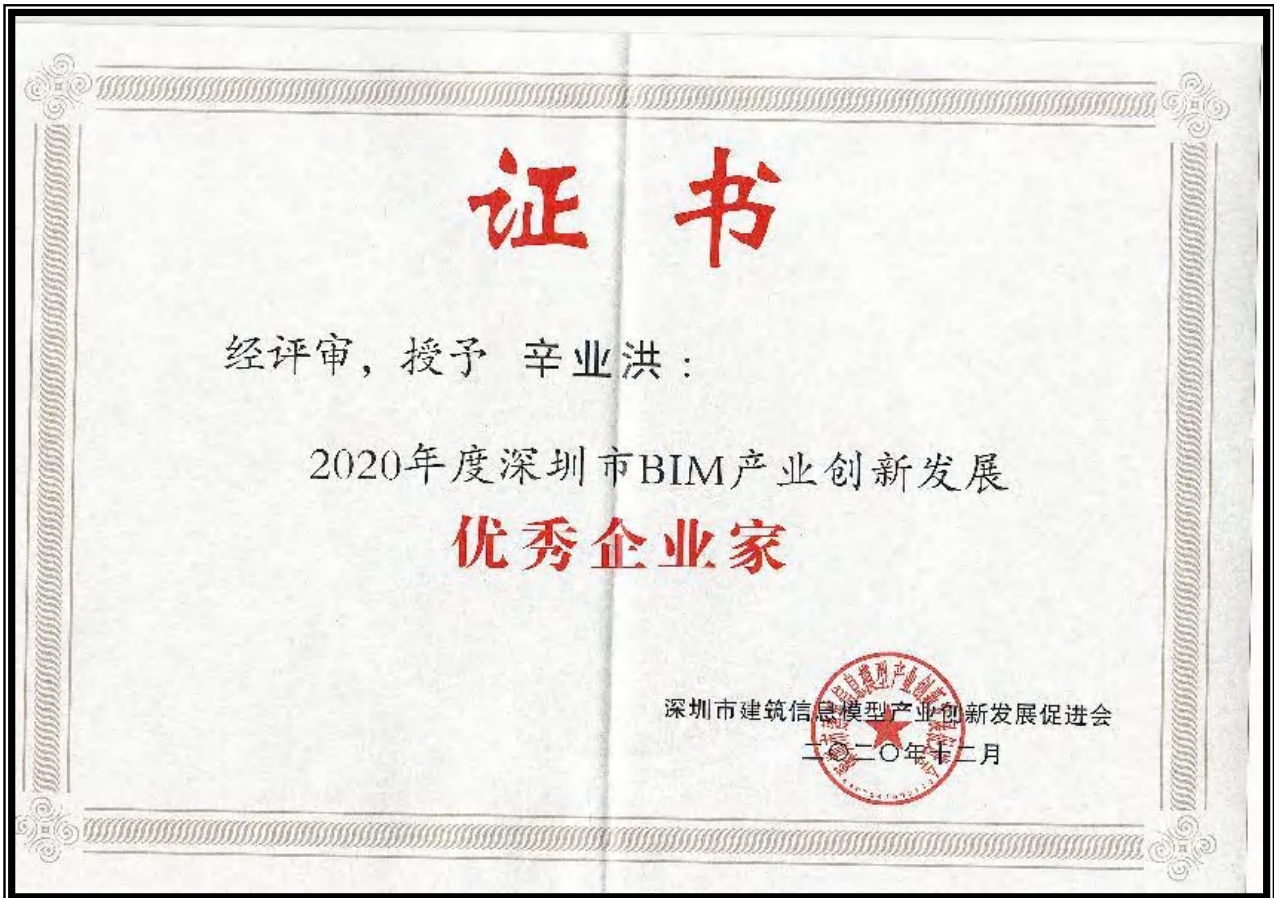 证书
经评审，授予 辛业洪：
2020年度深圳市BIM产业创新发展
优秀企业家
深圳市建筑信息模型产业创新发展促进会
二〇二〇年十二月